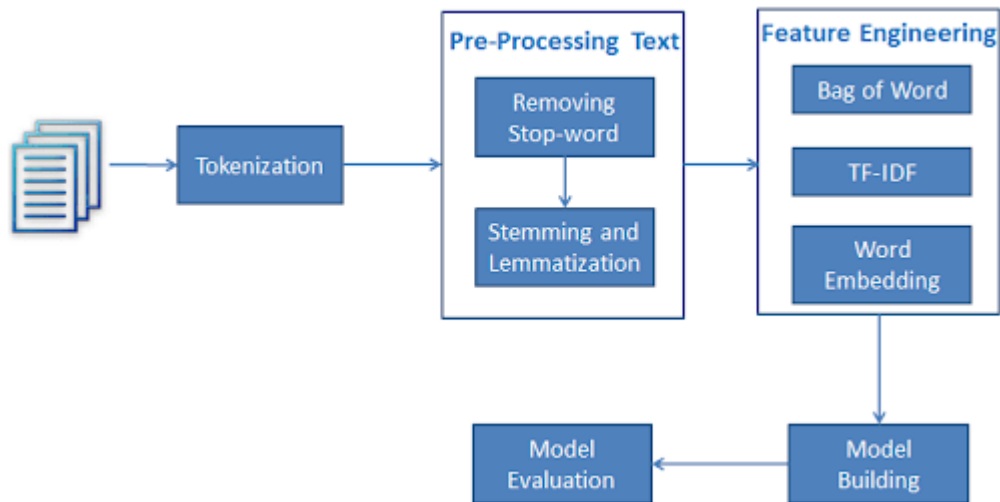 Tokenization
Pre-Processing Text
Removing
Stop-word
Stemming and
Lemmatization
Feature Engineering
Bag of Word
TF-IDF
Word
Embedding
Model
Building
Model
Evaluation